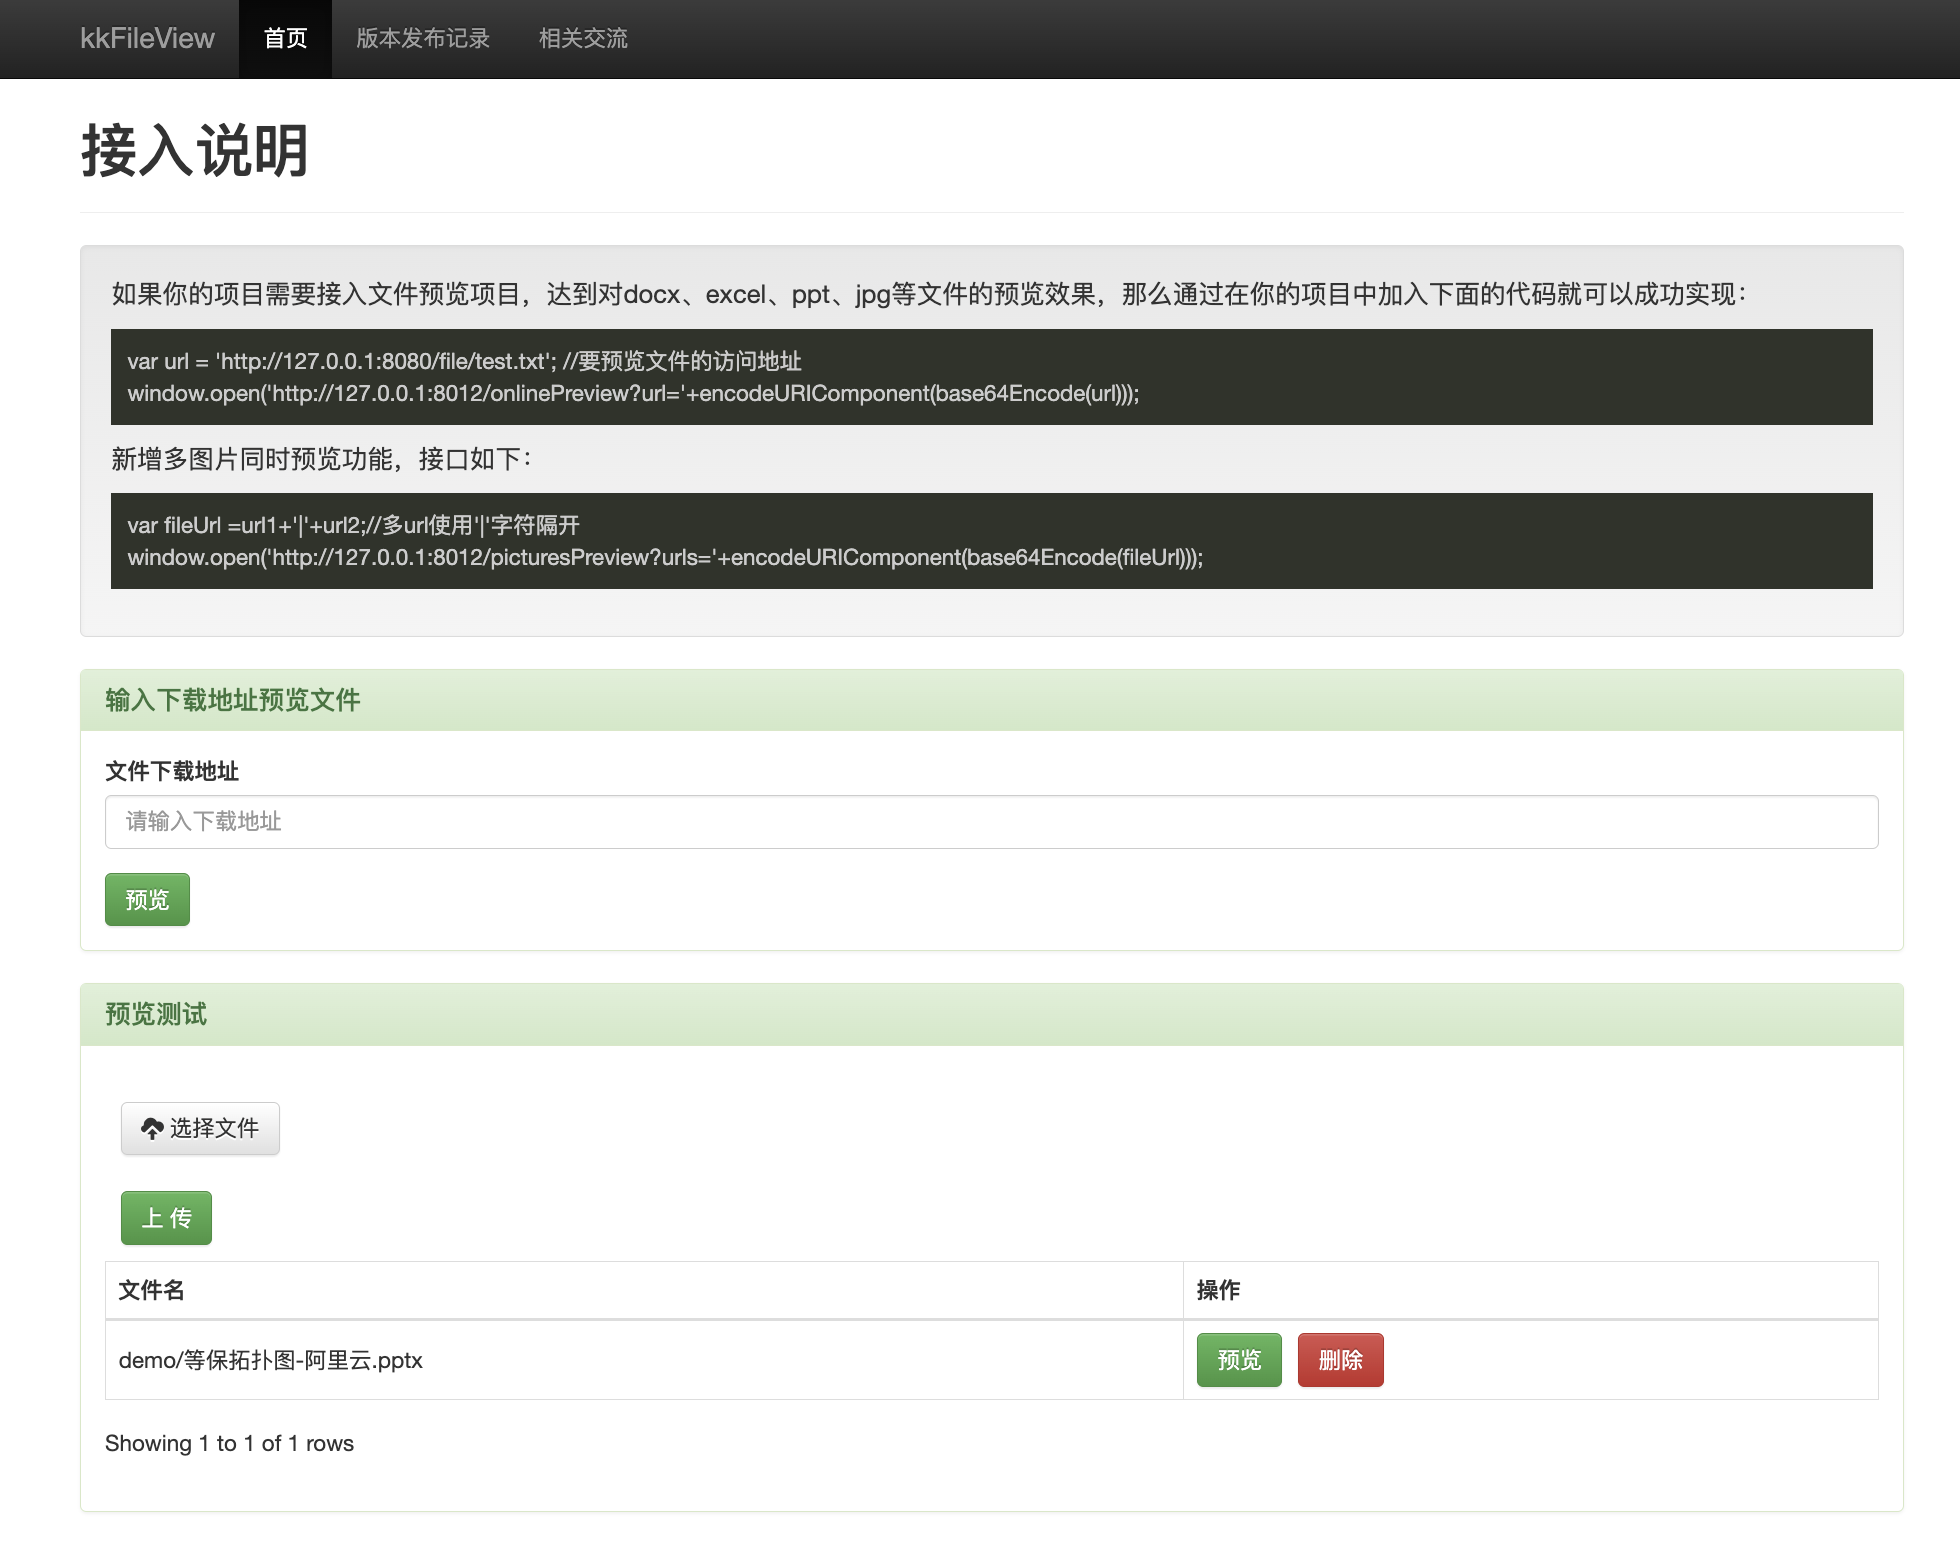 kkFileView 首页 版本发布记录 相关交流
接入说明
如果你的项目需要接入文件预览项目，达到对docx、excel、ppt、jpg等文件的预览效果，那么通过在你的项目中加入下面的代码就可以成功实现：
var url = 'http://127.0.0.1:8080/file/test.txt'; //要预览文件的访问地址
window.open('http://127.0.0.1:8012/onlinePreview?url='+encodeURIComponent(base64Encode(url)));
新增多图片同时预览功能，接口如下：
var fileUrl =url1+'|'+url2;//多url使用'|'字符隔开
window.open('http://127.0.0.1:8012/picturesPreview?urls='+encodeURIComponent(base64Encode(fileUrl)));
输入下载地址预览文件
文件下载地址
请输入下载地址
预览
预览测试
选择文件
上 传
文件名 操作
demo/等保拓扑图-阿里云.pptx 预览 删除
Showing 1 to 1 of 1 rows